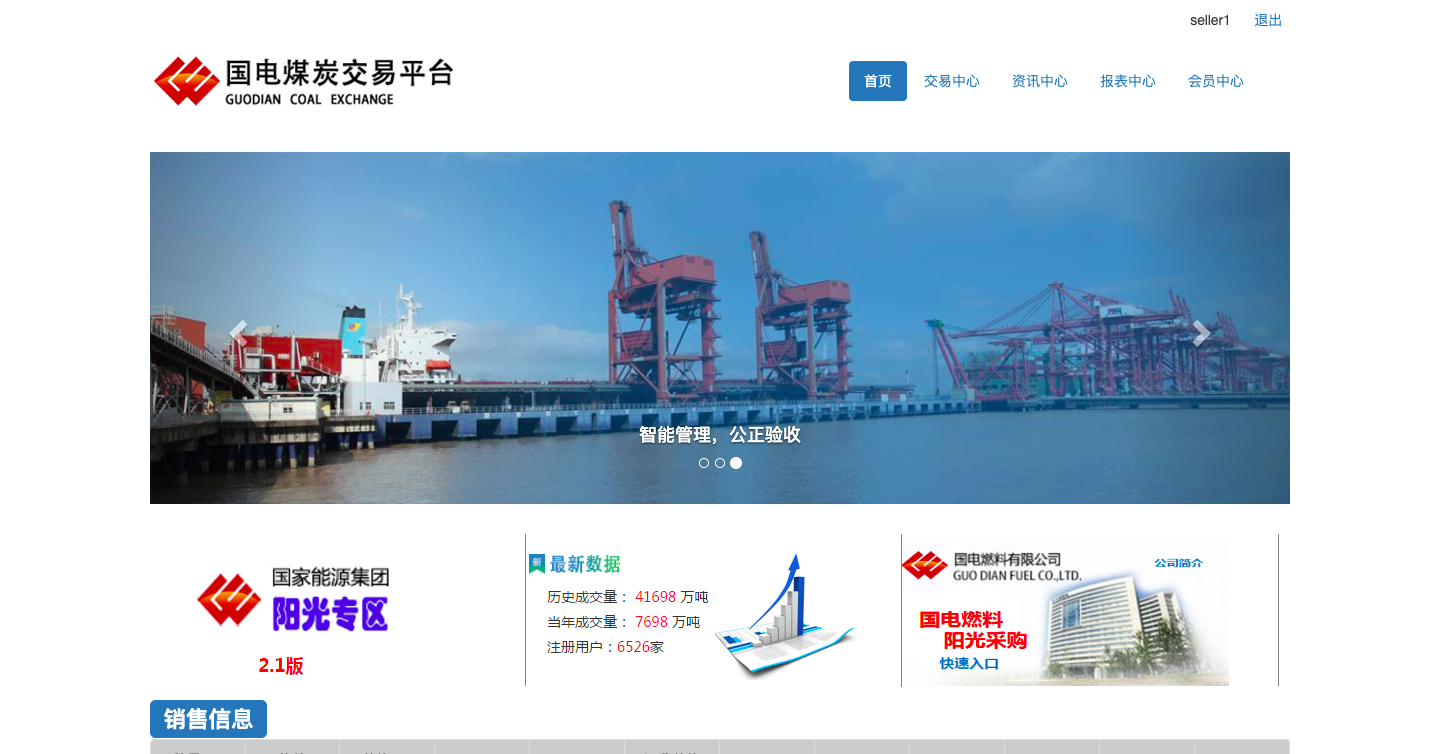 seller1 退出
国电煤炭交易平台
GUODIAN COAL EXCHANGE
首页 交易中心 资讯中心 报表中心 会员中心
智能管理，公正验收
国家能源集团
阳光专区
2.1版
新 最新数据
历史成交量： 41698 万吨
当年成交量： 7698 万吨
注册用户：6526家
国电燃料有限公司
GUO DIAN FUEL CO.,LTD.
公司简介
国电燃料
阳光采购
快速入口
销售信息